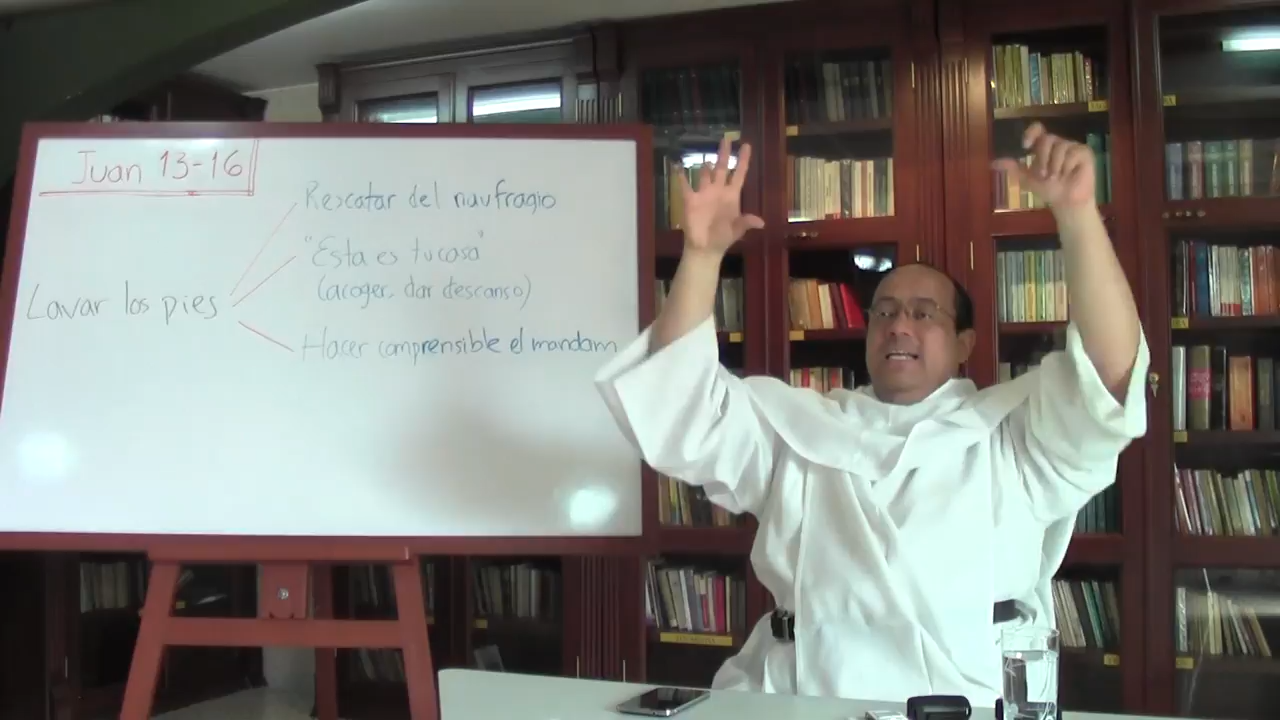 Juan 13-16
Rescatar del naufragio
"Esta es tu casa"
(acoger, dar descanso)
Lavar los pies
Hacer comprensible el mandam